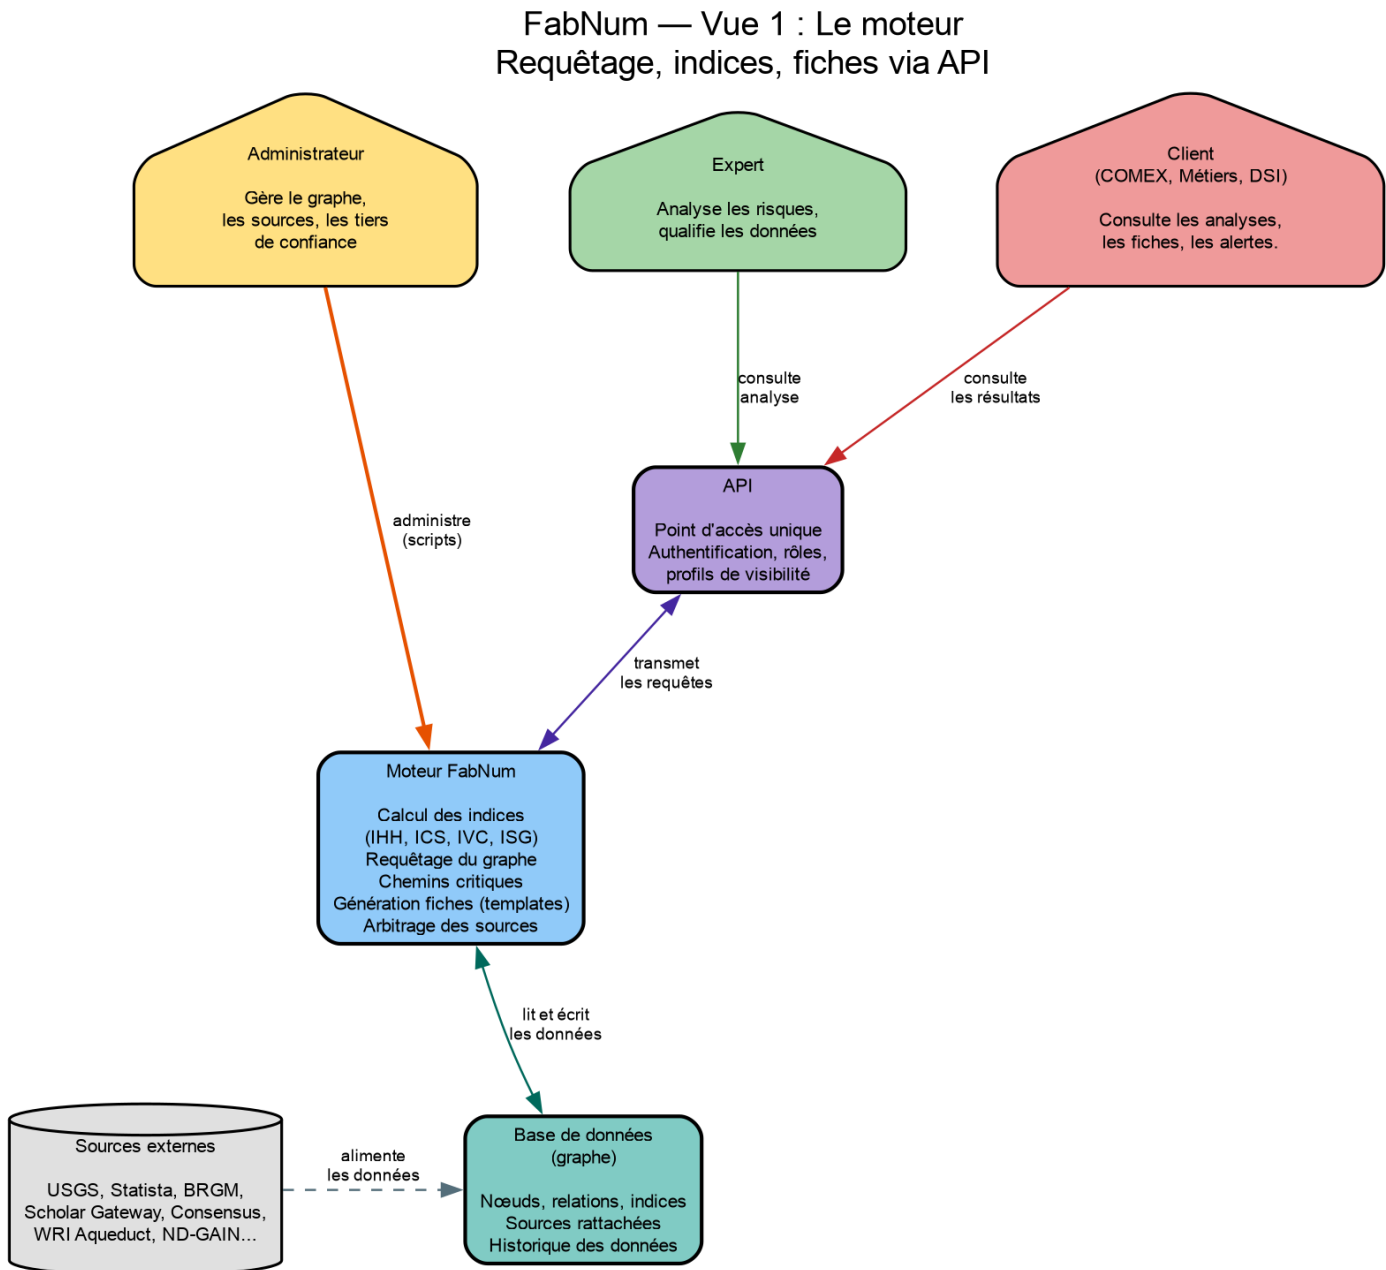 FabNum — Vue 1 : Le moteur
Requêtage, indices, fiches via API
Administrateur
Gère le graphe,
les sources, les tiers
de confiance
Expert
Analyse les risques,
qualifie les données
Client
(COMEX, Métiers, DSI)
Consulte les analyses,
les fiches, les alertes.
consulte
analyse
consulte
les résultats
API
Point d'accès unique
Authentification, rôles,
profils de visibilité
administre
(scripts)
transmet
les requêtes
Moteur FabNum
Calcul des indices
(IHH, ICS, IVC, ISG)
Requêtage du graphe
Chemins critiques
Génération fiches (templates)
Arbitrage des sources
lit et écrit
les données
Sources externes
USGS, Statista, BRGM,
Scholar Gateway, Consensus,
WRI Aqueduct, ND-GAIN...
alimente
les données
Base de données
(graphe)
Nœuds, relations, indices
Sources rattachées
Historique des données